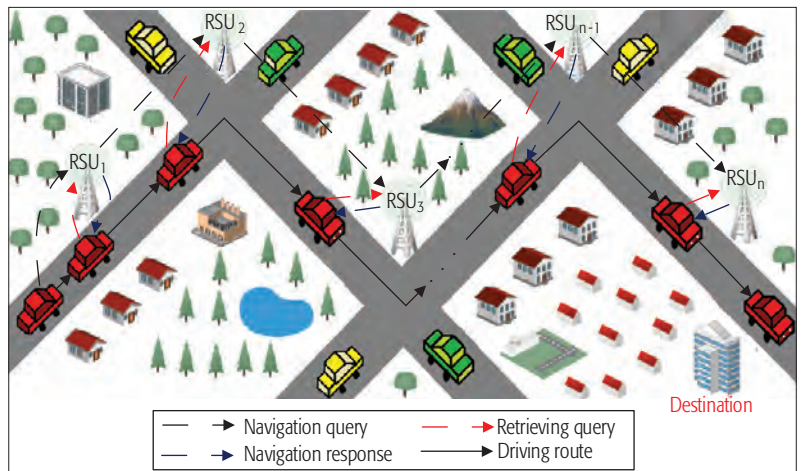 RSU2
RSUn-1
RSU1
RSU3
RSUn
Destination
Navigation query
Retrieving query
Navigation response
Driving route